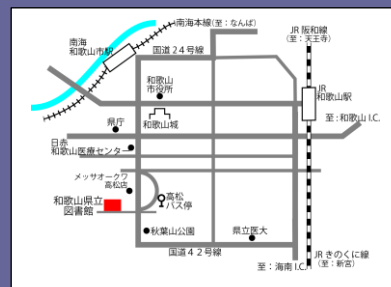 南海本線(至：なんば)
JR 阪和線
(至：天王寺)
南海
和歌山市駅
国道２４号線
和歌山
市役所
JR
和歌山駅
県庁
和歌山城
至：和歌山 I.C.
日赤
和歌山医療センター
メッサオークワ
高松店
高松
バス停
和歌山県立
図書館
秋葉山公園
県立医大
国道４２号線
至：海南 I.C.
JR きのくに線
(至：新宮)